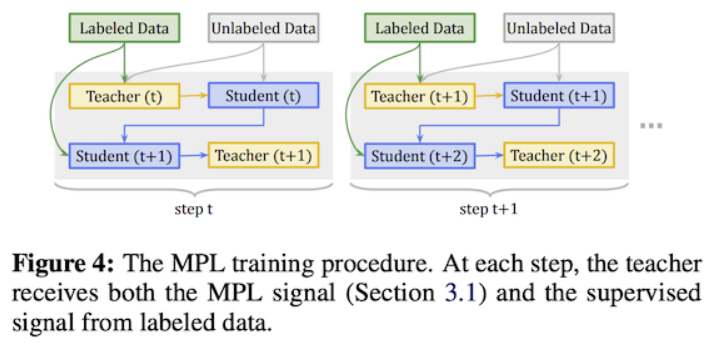 Labeled Data Unlabeled Data Labeled Data Unlabeled Data
Teacher (t) Student (t) Teacher (t+1) Student (t+1)
Student (t+1) Teacher (t+1) Student (t+2) Teacher (t+2)
step t step t+1
Figure 4: The MPL training procedure. At each step, the teacher
receives both the MPL signal (Section 3.1) and the supervised
signal from labeled data.